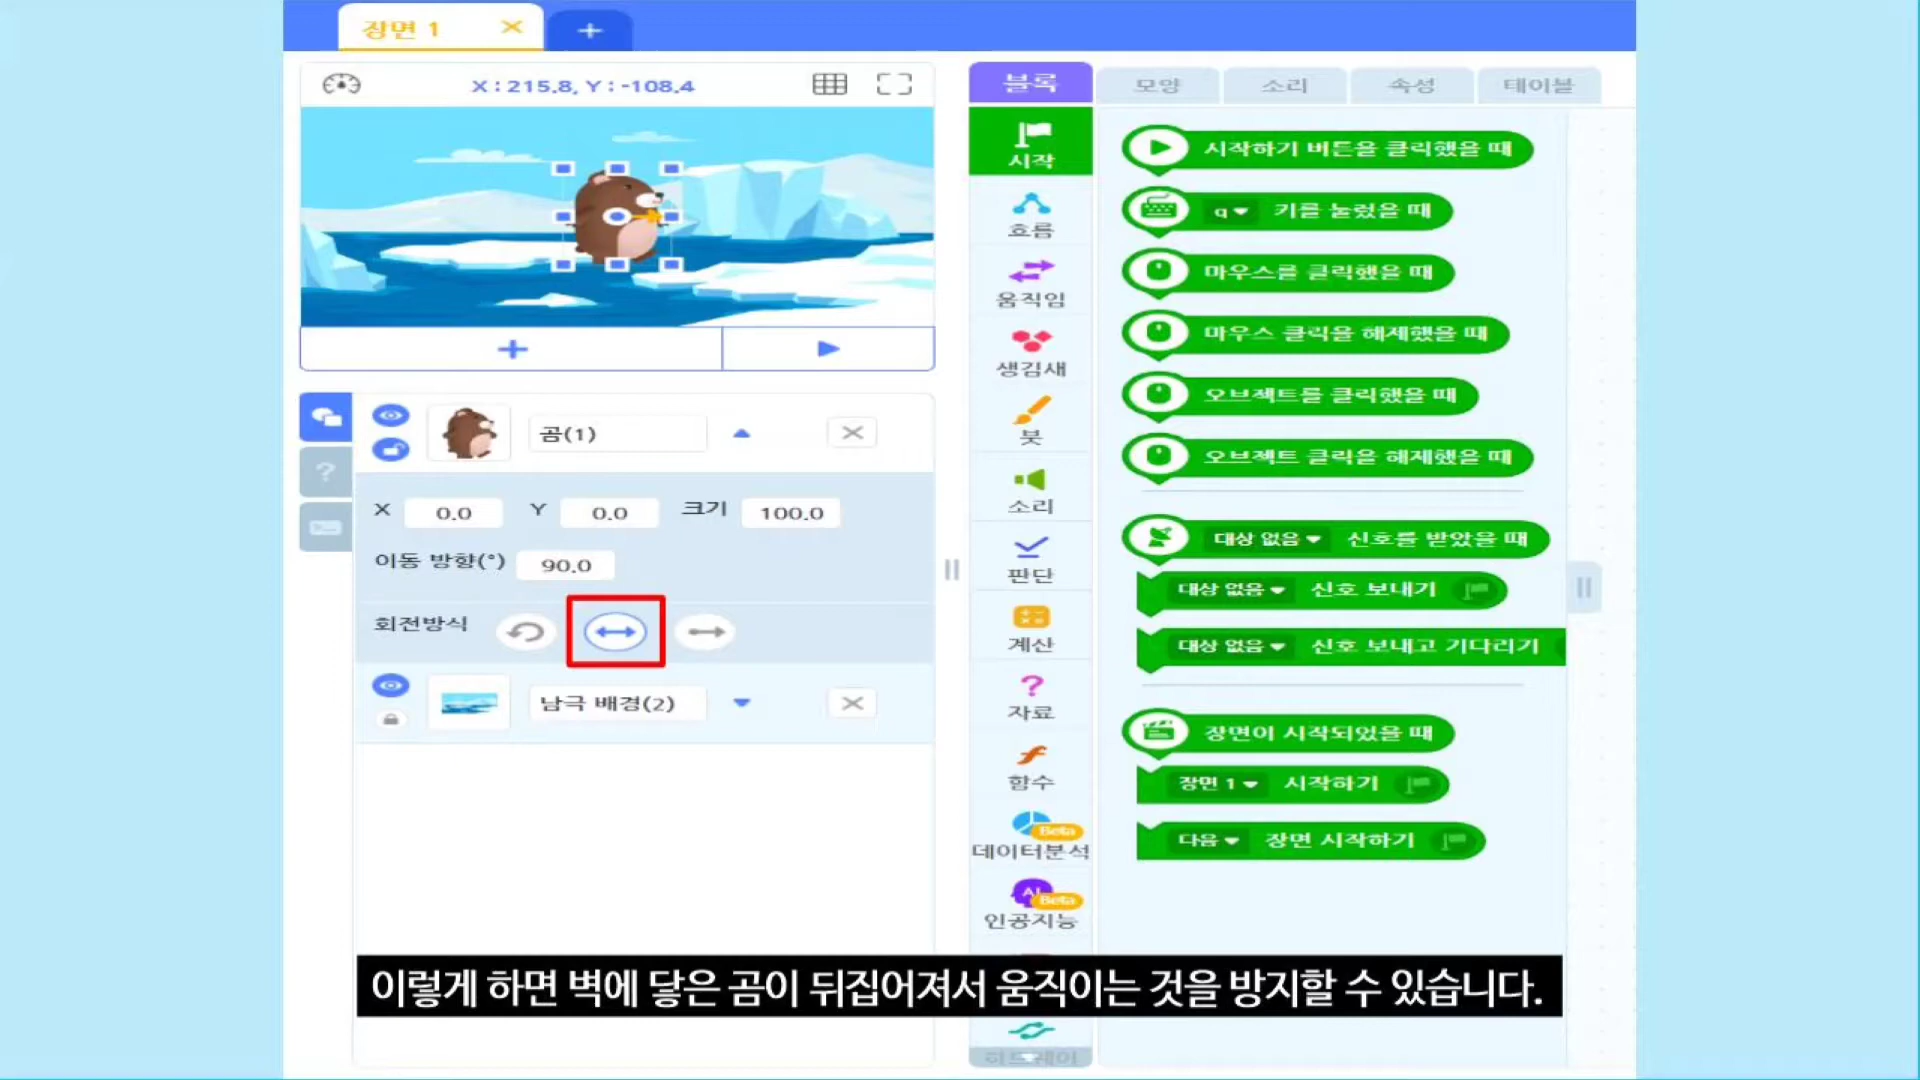 장면 1
X : 215.8, Y : -108.4
곰(1)
X 0.0 Y 0.0 크기 100.0
이동 방향(°) 90.0
회전방식
남극 배경(2)
블록 모양 소리 속성 테이블
시작
흐름
움직임
생김새
붓
소리
판단
계산
자료
함수
데이터분석 Beta
인공지능 AI Beta
하드웨어
시작하기 버튼을 클릭했을 때
q 키를 눌렀을 때
마우스를 클릭했을 때
마우스 클릭을 해제했을 때
오브젝트를 클릭했을 때
오브젝트 클릭을 해제했을 때
대상 없음 신호를 받았을 때
대상 없음 신호 보내기
대상 없음 신호 보내고 기다리기
장면이 시작되었을 때
장면 1 시작하기
다음 장면 시작하기
이렇게 하면 벽에 닿은 곰이 뒤집어져서 움직이는 것을 방지할 수 있습니다.